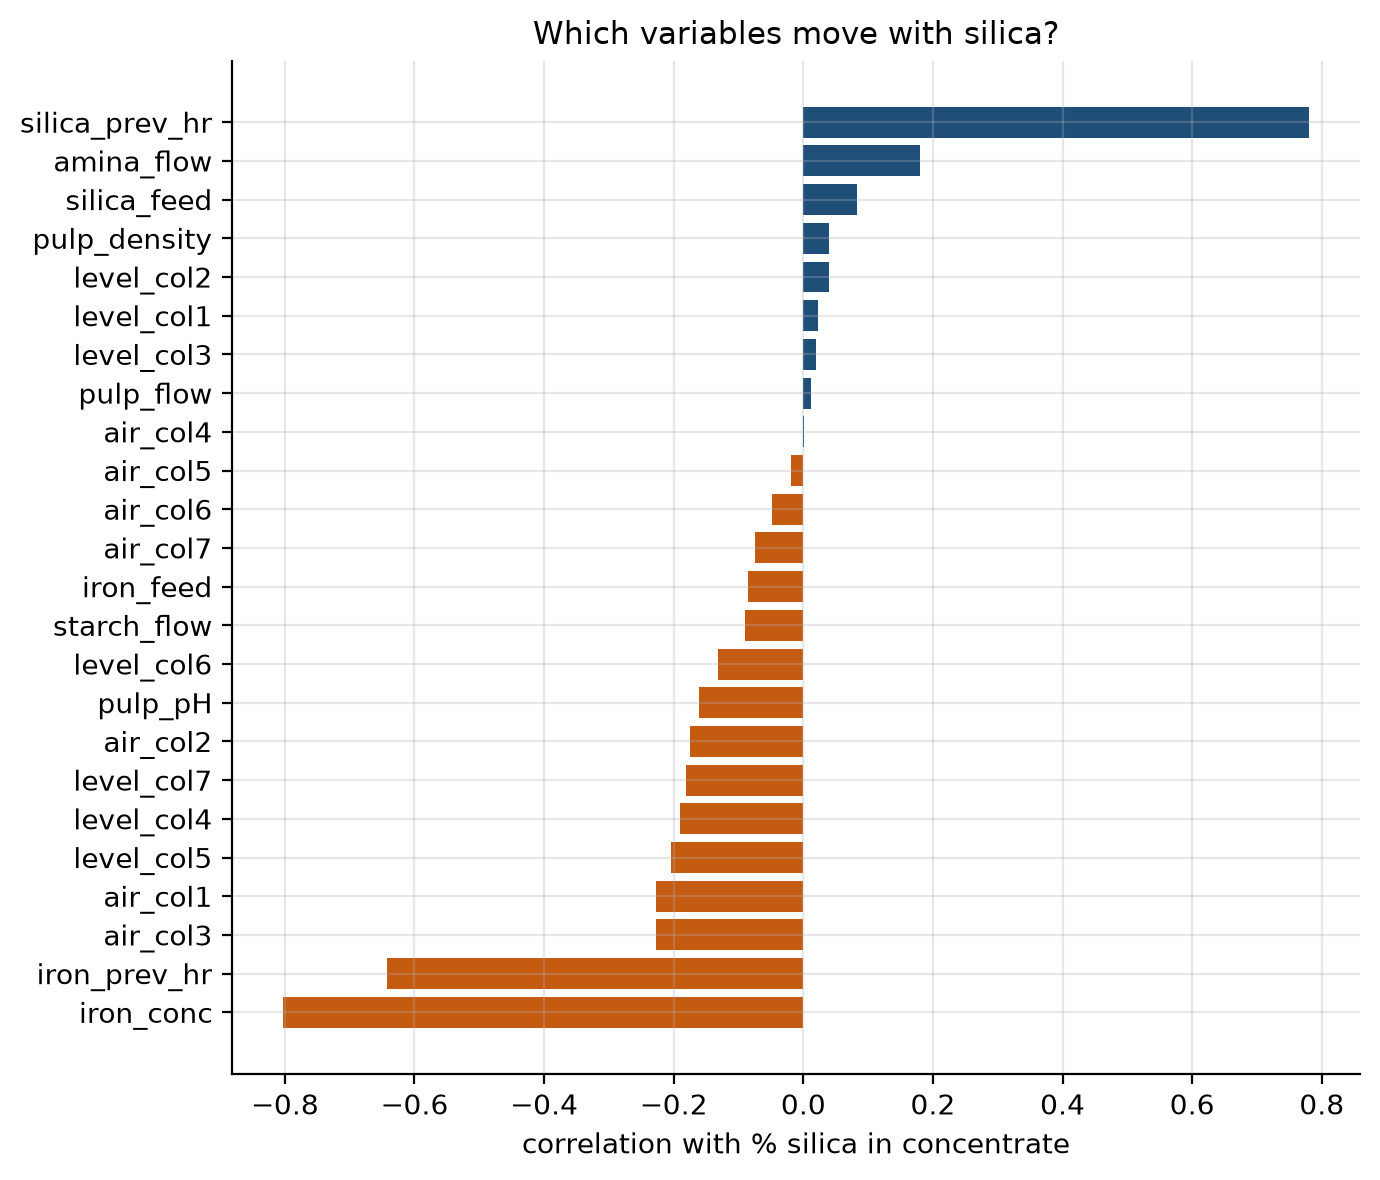 Which variables move with silica?
silica_prev_hr
amina_flow
silica_feed
pulp_density
level_col2
level_col1
level_col3
pulp_flow
air_col4
air_col5
air_col6
air_col7
iron_feed
starch_flow
level_col6
pulp_pH
air_col2
level_col7
level_col4
level_col5
air_col1
air_col3
iron_prev_hr
iron_conc
−0.8 −0.6 −0.4 −0.2 0.0 0.2 0.4 0.6 0.8
correlation with % silica in concentrate